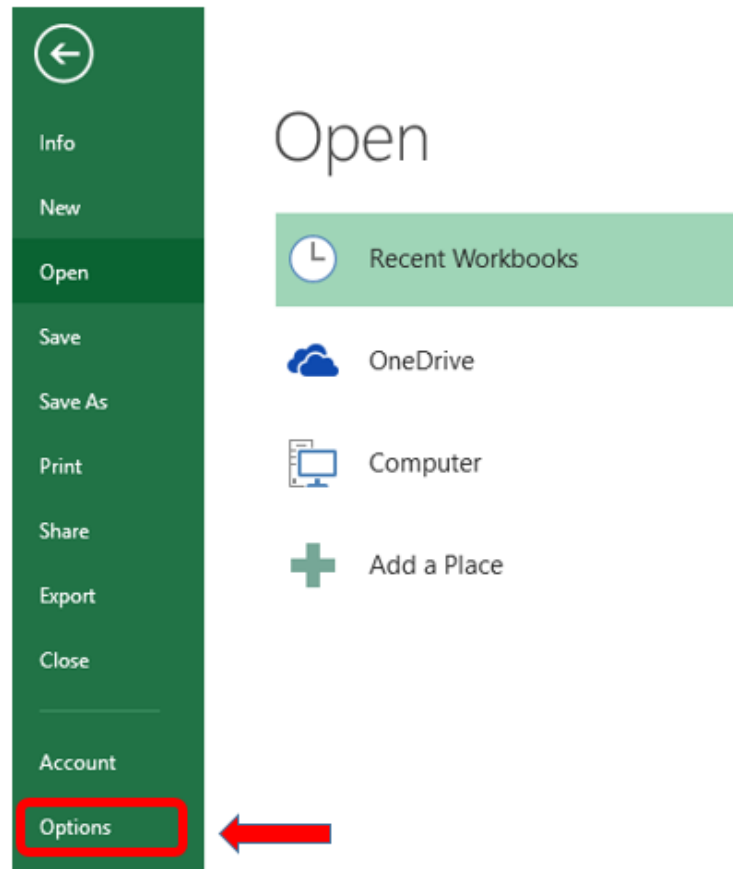 Info
New
Open
Save
Save As
Print
Share
Export
Close
Account
Options
Open
Recent Workbooks
OneDrive
Computer
Add a Place